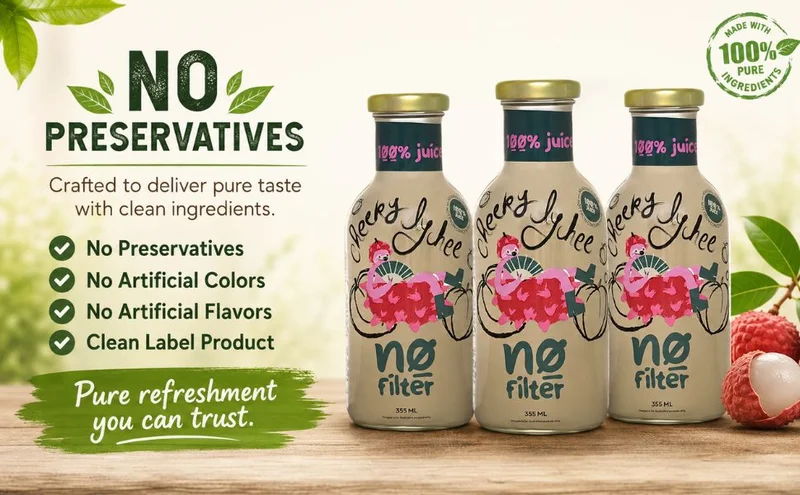 NO
PRESERVATIVES
Crafted to deliver pure taste
with clean ingredients.
No Preservatives
No Artificial Colors
No Artificial Flavors
Clean Label Product
Pure refreshment
you can trust.
MADE WITH
100%
PURE
INGREDIENTS
100% juice
cheeky lychee
nø
filter
355 ML
100% juice
cheeky lychee
nø
filter
355 ML
100% juice
cheeky lychee
nø
filter
355 ML